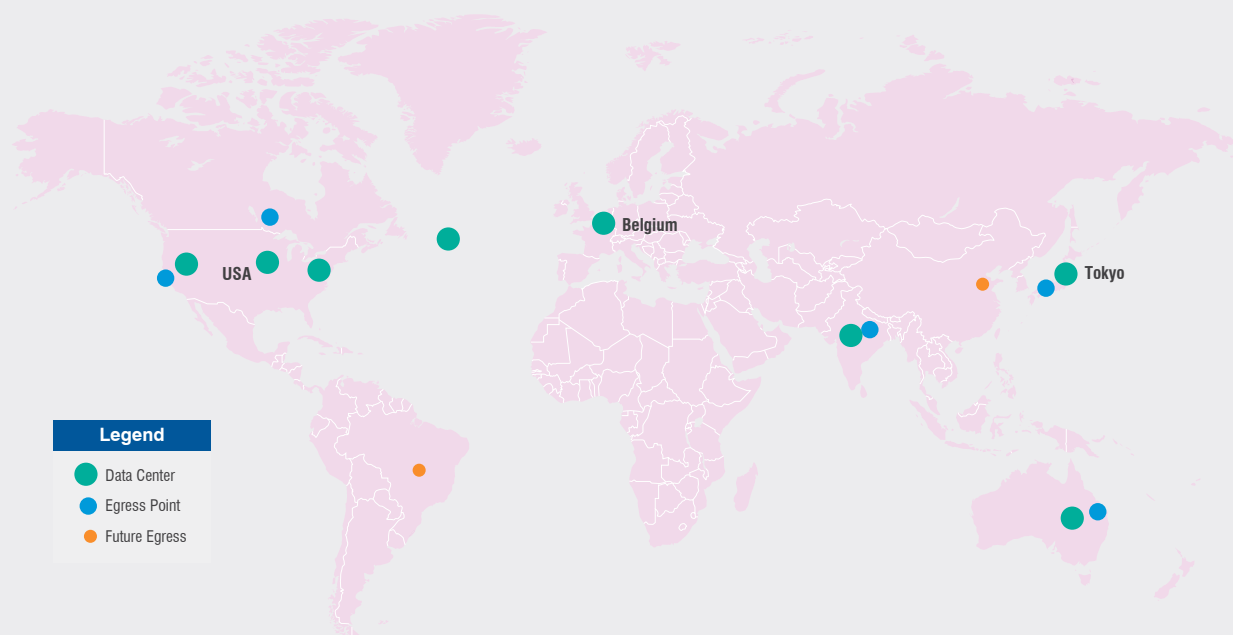 Belgium
USA
Tokyo
Legend
Data Center
Egress Point
Future Egress